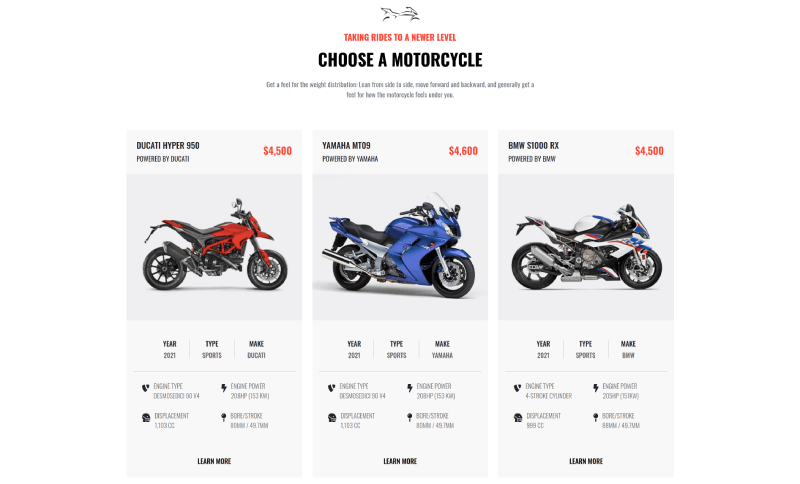 TAKING RIDES TO A NEWER LEVEL
CHOOSE A MOTORCYCLE
Get a feel for the weight distribution: Lean from side to side, move forward and backward, and generally get a
feel for how the motorcycle feels under you.
DUCATI HYPER 950
POWERED BY DUCATI
$4,500
YEAR
2021
TYPE
SPORTS
MAKE
DUCATI
ENGINE TYPE
DESMOSEDICI 90 V4
ENGINE POWER
208HP (153 KW)
DISPLACEMENT
1,103 CC
BORE/STROKE
80MM / 49.7MM
LEARN MORE
YAMAHA MT09
POWERED BY YAMAHA
$4,600
YEAR
2021
TYPE
SPORTS
MAKE
YAMAHA
ENGINE TYPE
DESMOSEDICI 90 V4
ENGINE POWER
208HP (153 KW)
DISPLACEMENT
1,103 CC
BORE/STROKE
80MM / 49.7MM
LEARN MORE
BMW S1000 RX
POWERED BY BMW
$4,500
YEAR
2021
TYPE
SPORTS
MAKE
BMW
ENGINE TYPE
4-STROKE CYLINDER
ENGINE POWER
205HP (151KW)
DISPLACEMENT
999 CC
BORE/STROKE
88MM / 49.7MM
LEARN MORE